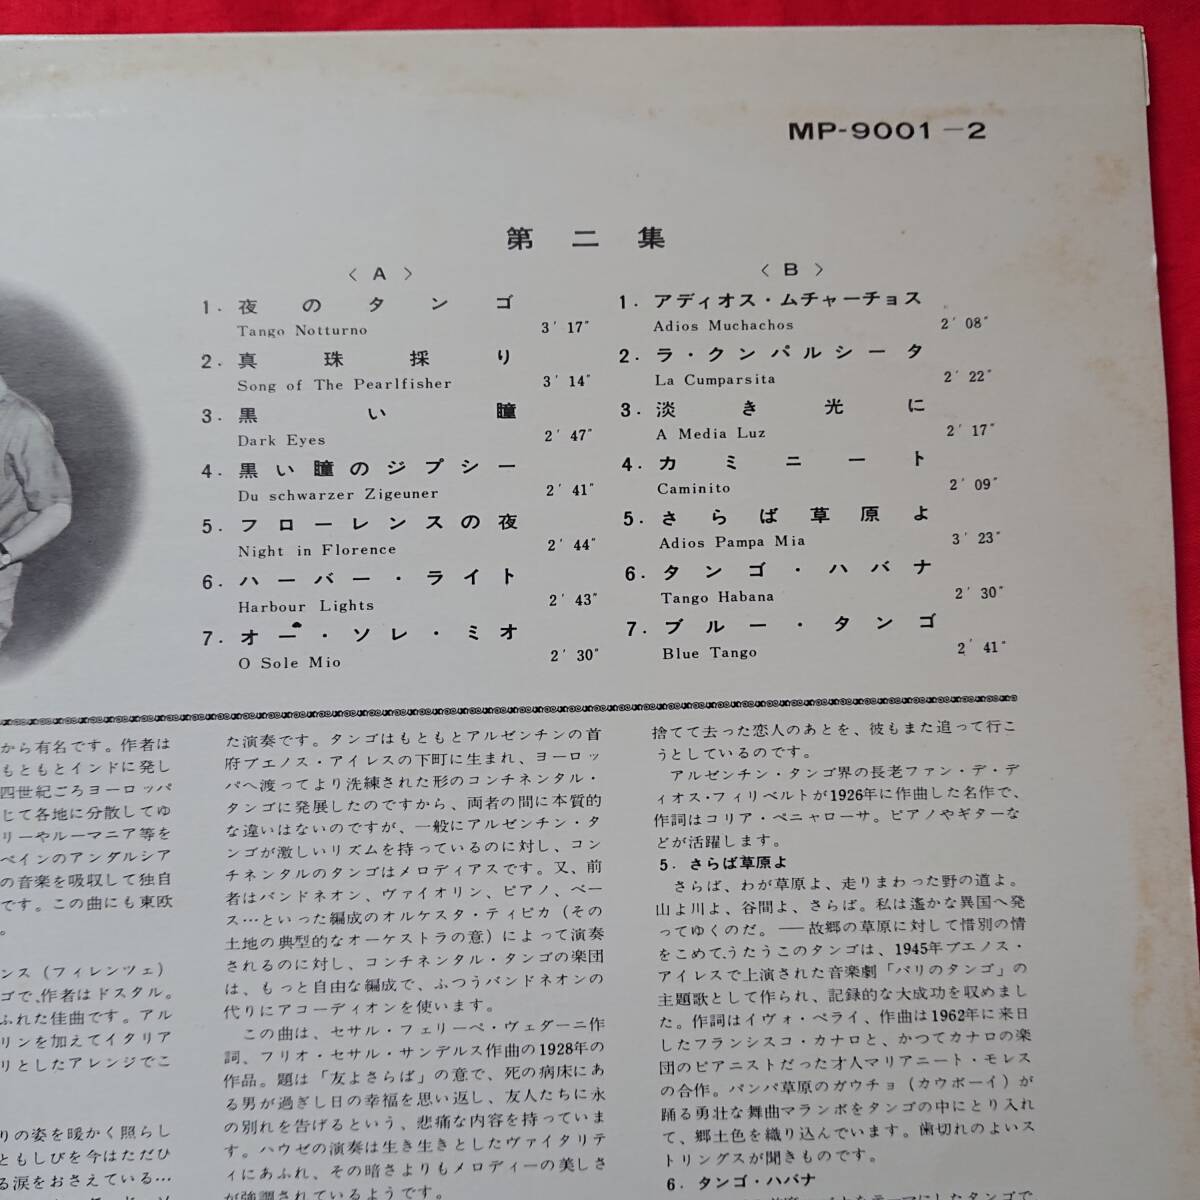 MP-9001-2
第二集
〈A〉
1. 夜のタンゴ
Tango Notturno 3′17″
2. 真珠採り
Song of The Pearlfisher 3′14″
3. 黒い瞳
Dark Eyes 2′47″
4. 黒い瞳のジプシー
Du schwarzer Zigeuner 2′41″
5. フローレンスの夜
Night in Florence 2′44″
6. ハーバー・ライト
Harbour Lights 2′43″
7. オー・ソレ・ミオ
O Sole Mio 2′30″
〈B〉
1. アディオス・ムチャーチョス
Adios Muchachos 2′08″
2. ラ・クンパルシータ
La Cumparsita 2′22″
3. 淡き光に
A Media Luz 2′17″
4. カミニート
Caminito 2′09″
5. さらば草原よ
Adios Pampa Mia 3′23″
6. タンゴ・ハバナ
Tango Habana 2′30″
7. ブルー・タンゴ
Blue Tango 2′41″
から有名です。作者は
もともとインドに発し
四世紀ごろヨーロッパ
じて各地に分散してゆ
リーやルーマニア等を
ペインのアンダルシア
の音楽を吸収して独自
です。この曲にも東欧
。
ンス（フィレンツェ）
ゴで、作者はドスタル。
ふれた佳曲です。アル
リンを加えてイタリア
りとしたアレンジでこ
りの姿を暖かく照らし
ともしびを今はただひ
る涙をおさえている…
た演奏です。タンゴはもともとアルゼンチンの首
府ブエノス・アイレスの下町に生まれ、ヨーロッ
パへ渡ってより洗練された形のコンチネンタル・
タンゴに発展したのですから、両者の間に本質的
な違いはないのですが、一般にアルゼンチン・タ
ンゴが激しいリズムを持っているのに対し、コン
チネンタルのタンゴはメロディアスです。又、前
者はバンドネオン、ヴァイオリン、ピアノ、ベー
ス…といった編成のオルケスタ・ティピカ（その
土地の典型的なオーケストラの意）によって演奏
されるのに対し、コンチネンタル・タンゴの楽団
は、もっと自由な編成で、ふつうバンドネオンの
代りにアコーディオンを使います。
この曲は、セサル・フェリーペ・ヴェダーニ作
詞、フリオ・セサル・サンデルス作曲の1928年の
作品。題は「友よさらば」の意で、死の病床にあ
る男が過ぎし日の幸福を思い返し、友人たちに永
の別れを告げるという、悲痛な内容を持っていま
す。ハウゼの演奏は生き生きとしたヴァイタリテ
ィにあふれ、その暗さよりもメロディーの美しさ
が強調されているようです。
捨てて去った恋人のあとを、彼もまた追って行こ
うとしているのです。
アルゼンチン・タンゴ界の長老ファン・デ・デ
ィオス・フィリベルトが1926年に作曲した名作で、
作詞はコリア・ペニャローサ。ピアノやギターな
どが活躍します。
5. さらば草原よ
さらば、わが草原よ、走りまわった野の道よ。
山よ川よ、谷間よ、さらば。私は遙かな異国へ発
ってゆくのだ。――故郷の草原に対して惜別の情
をこめて、うたうこのタンゴは、1945年ブエノス・
アイレスで上演された音楽劇「パリのタンゴ」の
主題歌として作られ、記録的な大成功を収めまし
た。作詞はイヴォ・ペライ、作曲は1962年に来日
したフランシスコ・カナロと、かつてカナロの楽
団のピアニストだった才人マリアニート・モレス
の合作。パンパ草原のガウチョ（カウボーイ）が
踊る勇壮な舞曲マランボをタンゴの中にとり入れ
て、郷土色を織り込んでいます。歯切れのよいス
トリングスが聞きものです。
6. タンゴ・ハバナ